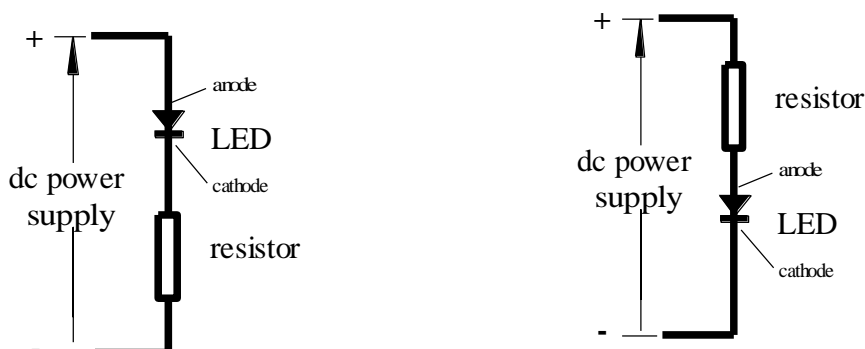 +
anode
LED
dc power
supply
cathode
resistor
-
+
resistor
dc power
supply
anode
LED
cathode
-